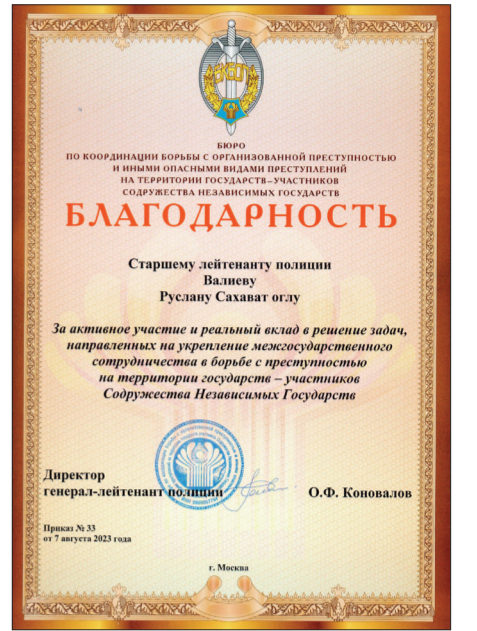 БКБОП
БЮРО
ПО КООРДИНАЦИИ БОРЬБЫ С ОРГАНИЗОВАННОЙ ПРЕСТУПНОСТЬЮ
И ИНЫМИ ОПАСНЫМИ ВИДАМИ ПРЕСТУПЛЕНИЙ
НА ТЕРРИТОРИИ ГОСУДАРСТВ–УЧАСТНИКОВ
СОДРУЖЕСТВА НЕЗАВИСИМЫХ ГОСУДАРСТВ
БЛАГОДАРНОСТЬ
Старшему лейтенанту полиции
Валиеву
Руслану Сахават оглу
За активное участие и реальный вклад в решение задач,
направленных на укрепление межгосударственного
сотрудничества в борьбе с преступностью
на территории государств – участников
Содружества Независимых Государств
Директор
генерал-лейтенант полиции О.Ф. Коновалов
Приказ № 33
от 7 августа 2023 года
г. Москва